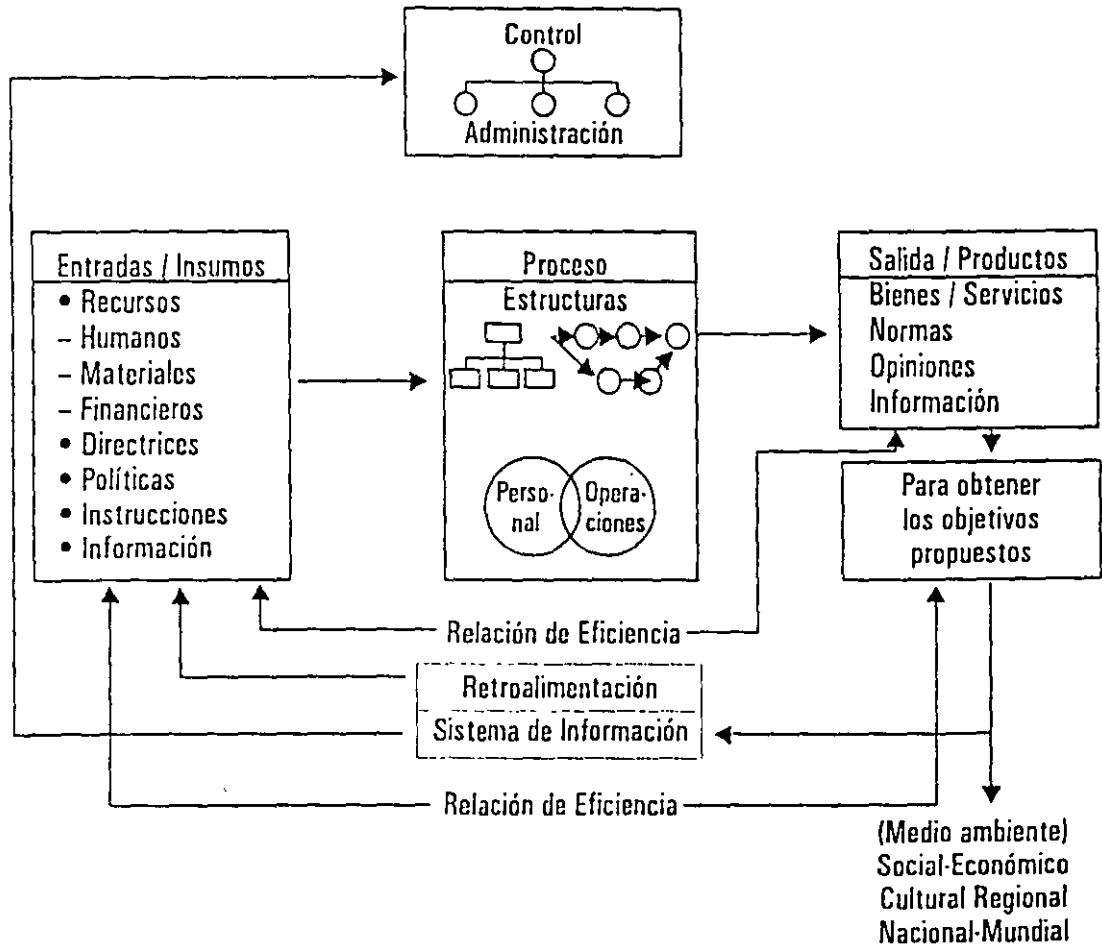 Control
Administración
Entradas / Insumos
• Recursos
– Humanos
– Materiales
– Financieros
• Directrices
• Políticas
• Instrucciones
• Información
Proceso
Estructuras
Perso-
nal
Opera-
ciones
Salida / Productos
Bienes / Servicios
Normas
Opiniones
Información
Para obtener
los objetivos
propuestos
Relación de Eficiencia
Retroalimentación
Sistema de Información
Relación de Eficiencia
(Medio ambiente)
Social-Económico
Cultural Regional
Nacional-Mundial